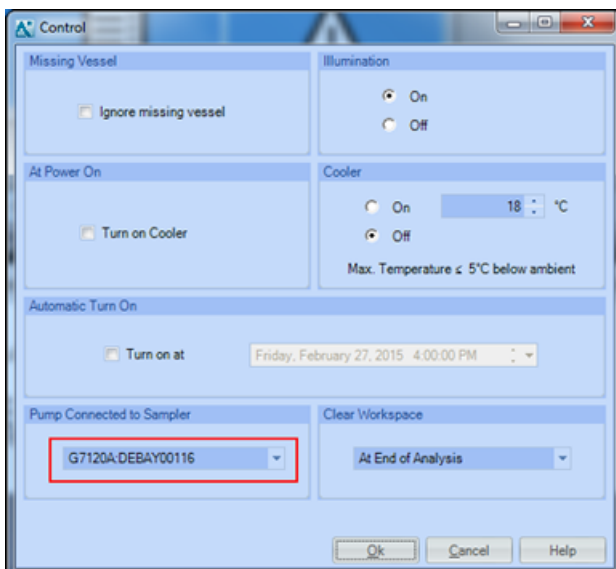 Control
Missing Vessel
Ignore missing vessel
Illumination
On
Off
At Power On
Turn on Cooler
Cooler
On 18 °C
Off
Max. Temperature ≤ 5°C below ambient
Automatic Turn On
Turn on at Friday, February 27, 2015 4:00:00 PM
Pump Connected to Sampler
G7120A:DEBAY00116
Clear Workspace
At End of Analysis
Ok Cancel Help